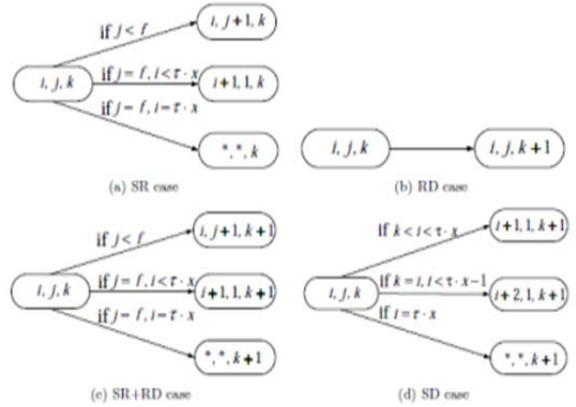 if j < f
i, j+1, k
i, j, k
if j = f, i < τ · x
i+1, 1, k
if j = f, i = τ · x
*, *, k
(a) SR case
i, j, k
i, j, k+1
(b) RD case
if j < f
i, j+1, k+1
i, j, k
if j = f, i < τ · x
i+1, 1, k+1
if j = f, i = τ · x
*, *, k+1
(c) SR+RD case
if k < i < τ · x
i+1, 1, k+1
i, j, k
if k = i, i < τ · x−1
i+2, 1, k+1
if i = τ · x
*, *, k+1
(d) SD case